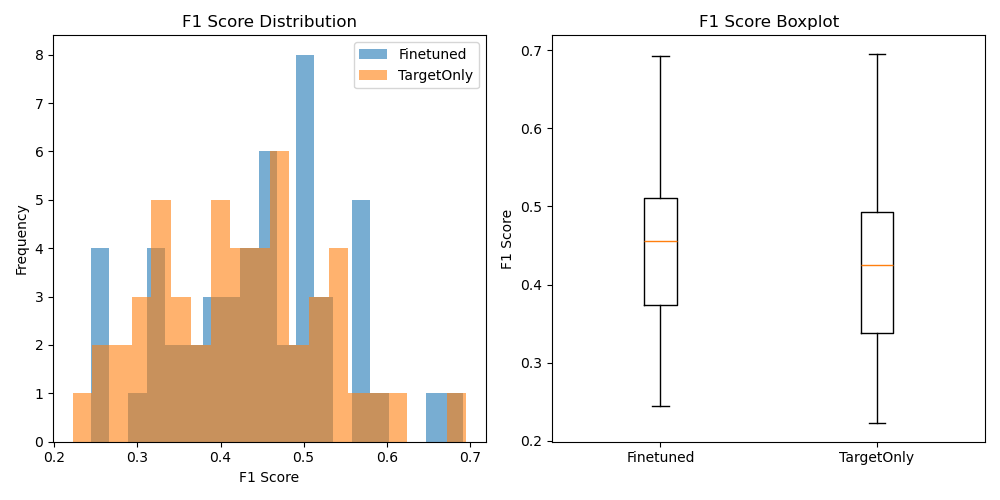 F1 Score Distribution
Finetuned
TargetOnly
8
7
6
5
4
3
2
1
0
Frequency
0.2 0.3 0.4 0.5 0.6 0.7
F1 Score
F1 Score Boxplot
0.7
0.6
0.5
0.4
0.3
0.2
F1 Score
Finetuned TargetOnly